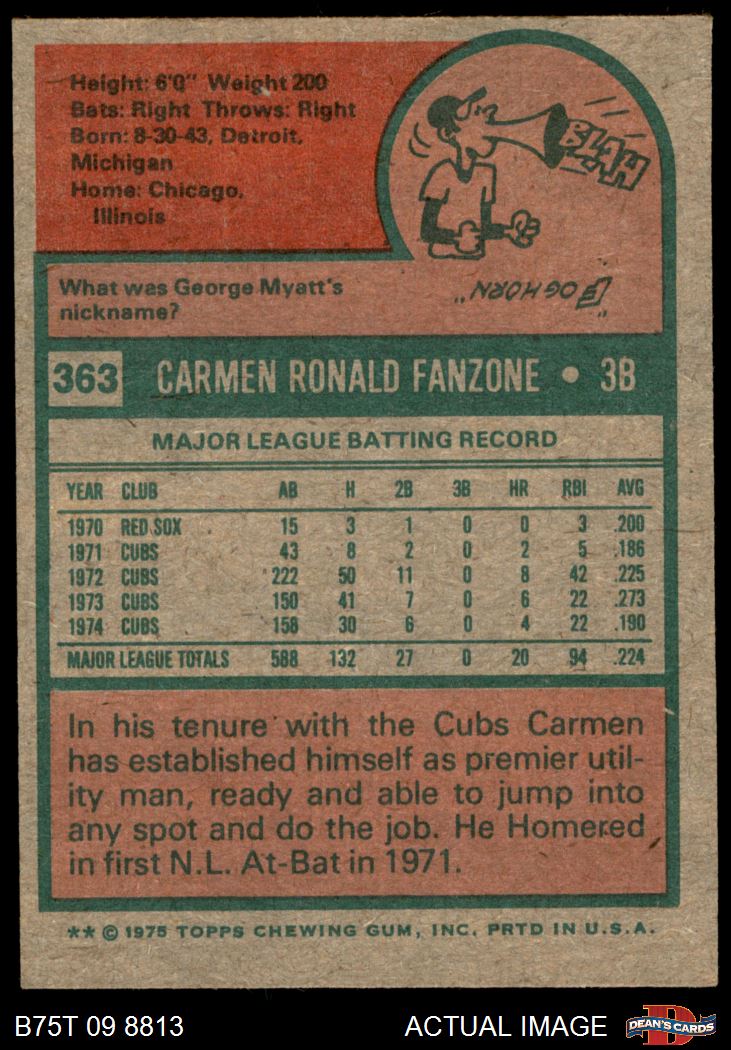 Height: 6'0" Weight 200
Bats: Right Throws: Right
Born: 8-30-43, Detroit,
Michigan
Home: Chicago,
Illinois
BLAH
What was George Myatt's
nickname?
"FOGHORN"
363 CARMEN RONALD FANZONE • 3B
MAJOR LEAGUE BATTING RECORD
YEAR CLUB AB H 2B 3B HR RBI AVG
1970 RED SOX 15 3 1 0 0 3 .200
1971 CUBS 43 8 2 0 2 5 .186
1972 CUBS 222 50 11 0 8 42 .225
1973 CUBS 150 41 7 0 6 22 .273
1974 CUBS 158 30 6 0 4 22 .190
MAJOR LEAGUE TOTALS 588 132 27 0 20 94 .224
In his tenure with the Cubs Carmen
has established himself as premier util-
ity man, ready and able to jump into
any spot and do the job. He Homered
in first N.L. At-Bat in 1971.
** © 1975 TOPPS CHEWING GUM, INC. PRTD IN U.S.A.
B75T 09 8813 ACTUAL IMAGE
D
DEAN'S CARDS